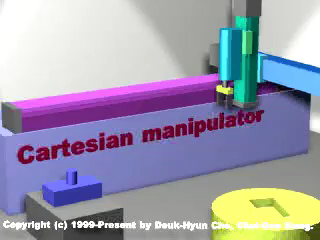 Cartesian manipulator
Copyright (c) 1999-Present by Deuk-Hyun Cho,